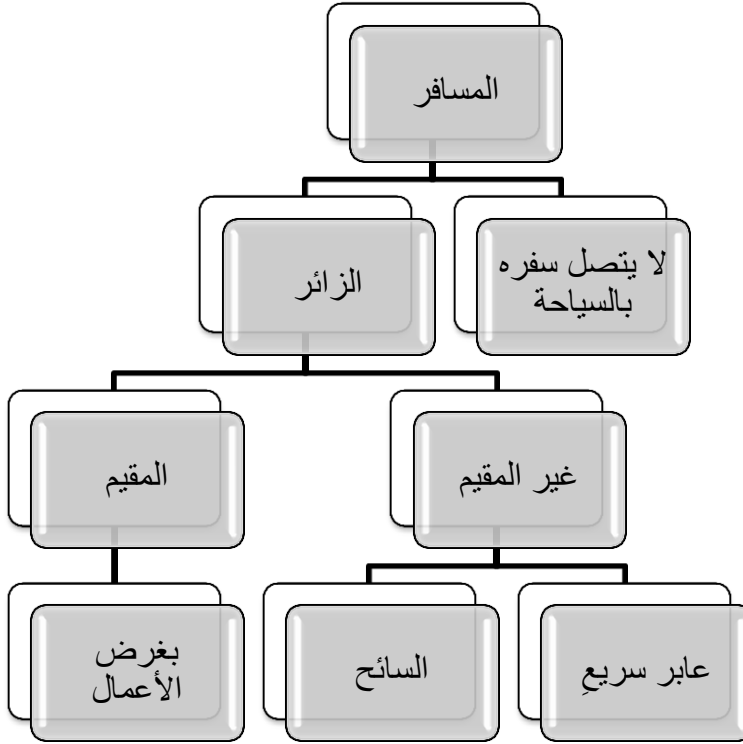 المسافر
لا يتصل سفره
بالسياحة
الزائر
غير المقيم
المقيم
عابر سريعِ
السائح
بغرض
الأعمال